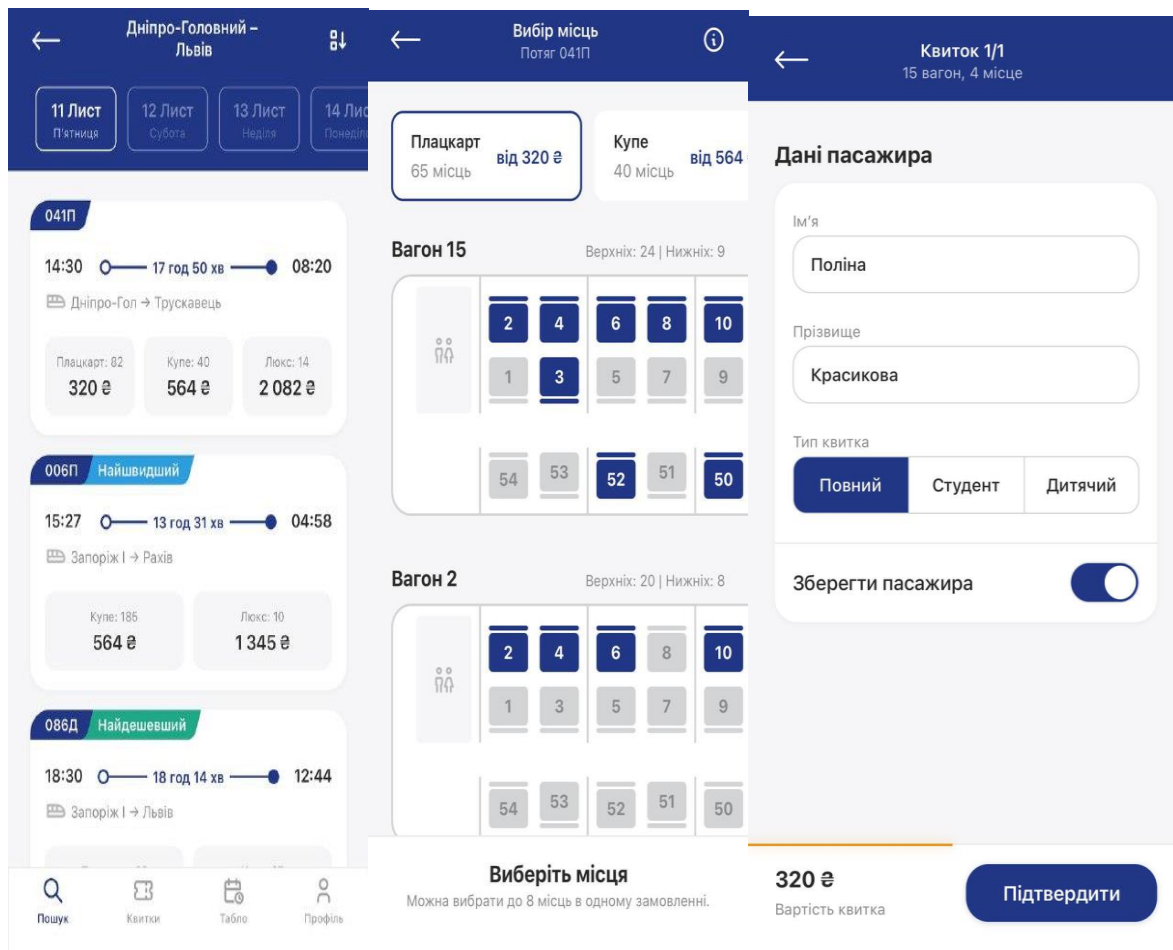 Дніпро-Головний –
Львів
11 Лист
П'ятниця
12 Лист
Субота
13 Лист
Неділя
14 Лис
Понеділ
041П
14:30 17 год 50 хв 08:20
Дніпро-Гол → Трускавець
Плацкарт: 82
320 ₴
Купе: 40
564 ₴
Люкс: 14
2 082 ₴
006П Найшвидший
15:27 13 год 31 хв 04:58
Запоріж І → Рахів
Купе: 185
564 ₴
Люкс: 10
1 345 ₴
086Д Найдешевший
18:30 18 год 14 хв 12:44
Запоріж І → Львів
Пошук Квитки Табло Профіль
Вибір місць
Потяг 041П
Плацкарт
65 місць
від 320 ₴
Купе
40 місць
від 564
Вагон 15 Верхніх: 24 | Нижніх: 9
2 4 6 8 10
1 3 5 7 9
54 53 52 51 50
Вагон 2 Верхніх: 20 | Нижніх: 8
2 4 6 8 10
1 3 5 7 9
54 53 52 51 50
Виберіть місця
Можна вибрати до 8 місць в одному замовленні.
Квиток 1/1
15 вагон, 4 місце
Дані пасажира
Ім'я
Поліна
Прізвище
Красикова
Тип квитка
Повний Студент Дитячий
Зберегти пасажира
320 ₴
Вартість квитка
Підтвердити